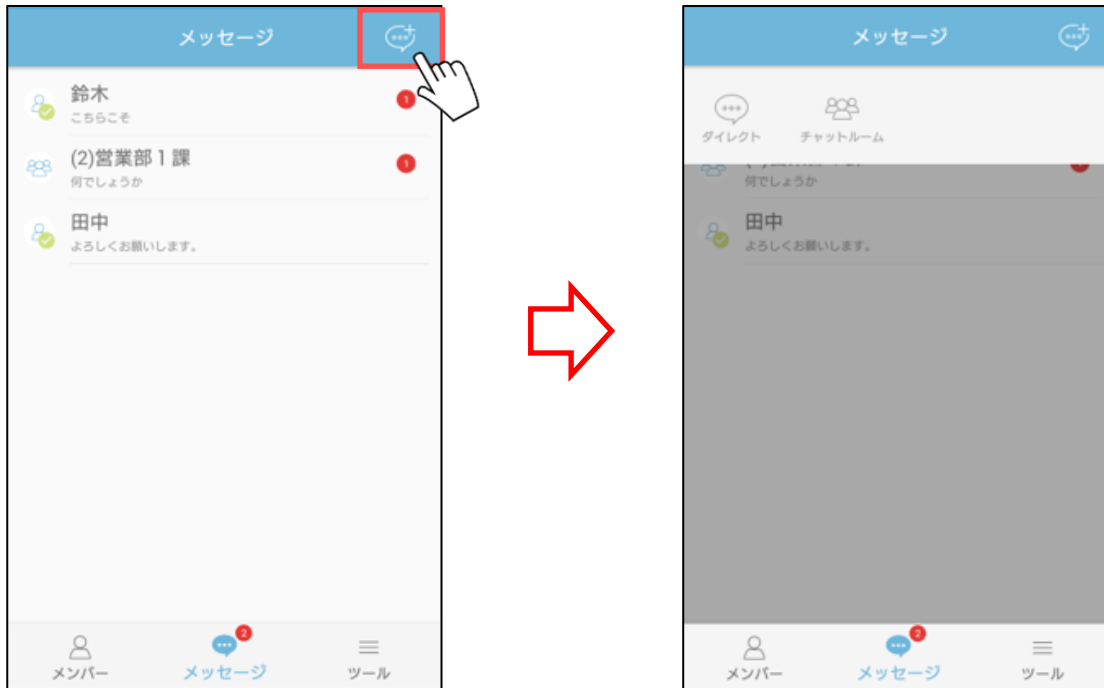 メッセージ
鈴木
こちらこそ
1
(2)営業部1課
何でしょうか
1
田中
よろしくお願いします。
2
メンバー
メッセージ
ツール
メッセージ
ダイレクト
チャットルーム
何でしょうか
田中
よろしくお願いします。
2
メンバー
メッセージ
ツール